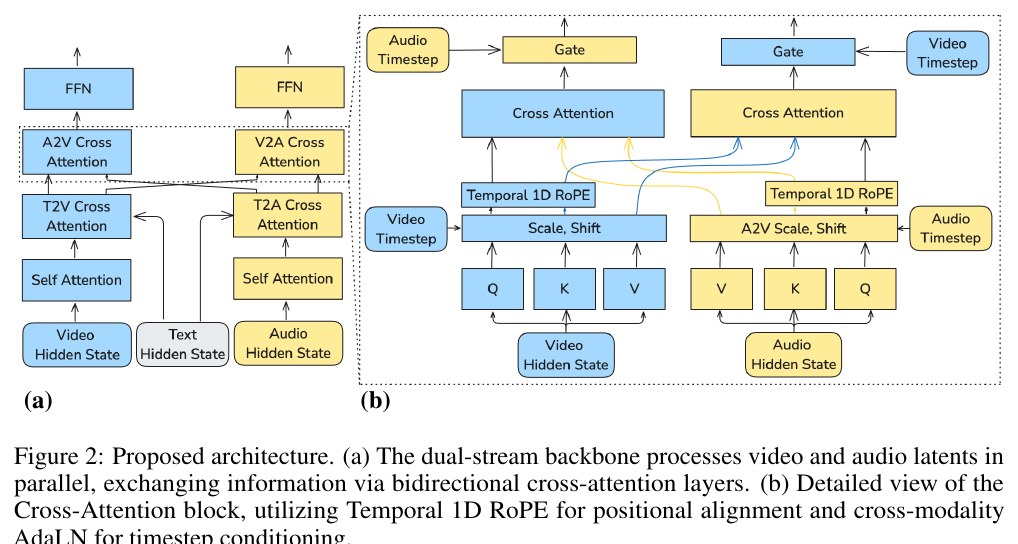 FFN
FFN
A2V Cross
Attention
V2A Cross
Attention
T2V Cross
Attention
T2A Cross
Attention
Self Attention
Self Attention
Video
Hidden State
Text
Hidden State
Audio
Hidden State
(a)
Audio
Timestep
Gate
Gate
Video
Timestep
Cross Attention
Cross Attention
Temporal 1D RoPE
Temporal 1D RoPE
Video
Timestep
Scale, Shift
A2V Scale, Shift
Audio
Timestep
Q
K
V
V
K
Q
Video
Hidden State
Audio
Hidden State
(b)
Figure 2: Proposed architecture. (a) The dual-stream backbone processes video and audio latents in
parallel, exchanging information via bidirectional cross-attention layers. (b) Detailed view of the
Cross-Attention block, utilizing Temporal 1D RoPE for positional alignment and cross-modality
AdaLN for timestep conditioning.